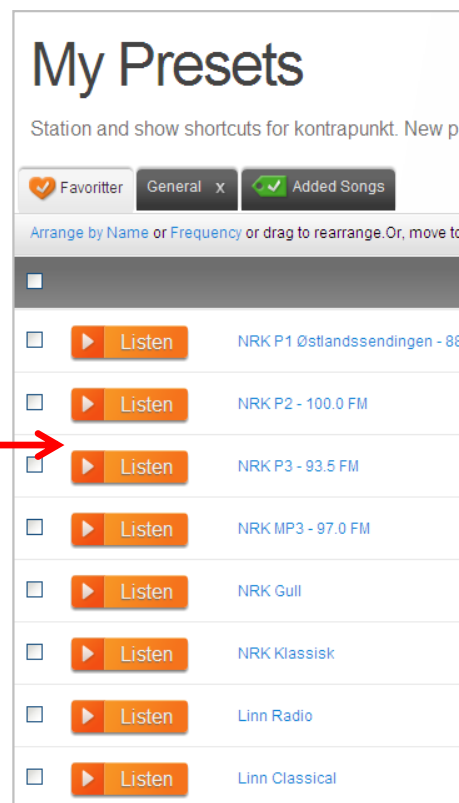 My Presets
Station and show shortcuts for kontrapunkt. New p
Favoritter General x Added Songs
Arrange by Name or Frequency or drag to rearrange.Or, move to
Listen NRK P1 Østlandssendingen - 88
Listen NRK P2 - 100.0 FM
Listen NRK P3 - 93.5 FM
Listen NRK MP3 - 97.0 FM
Listen NRK Gull
Listen NRK Klassisk
Listen Linn Radio
Listen Linn Classical